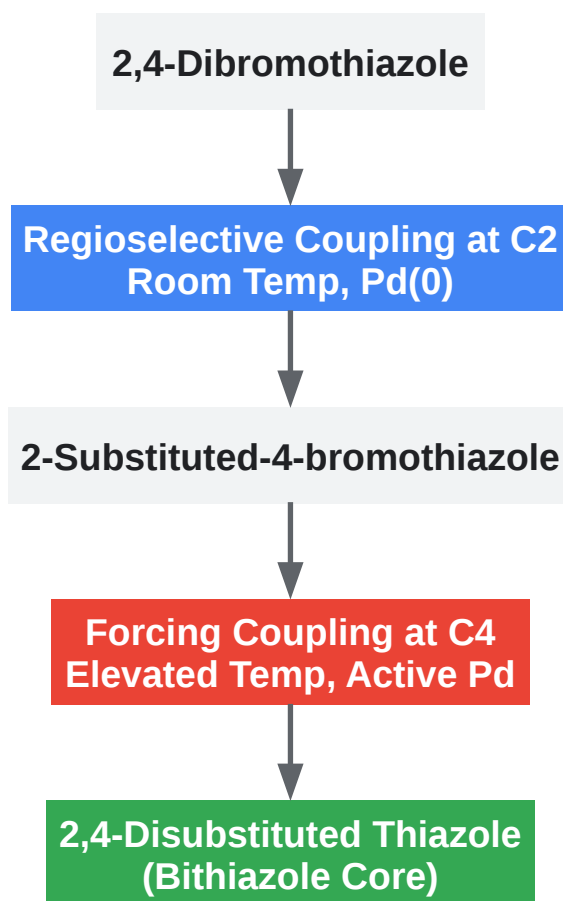 2,4-Dibromothiazole
Regioselective Coupling at C2
Room Temp, Pd(0)
2-Substituted-4-bromothiazole
Forcing Coupling at C4
Elevated Temp, Active Pd
2,4-Disubstituted Thiazole
(Bithiazole Core)